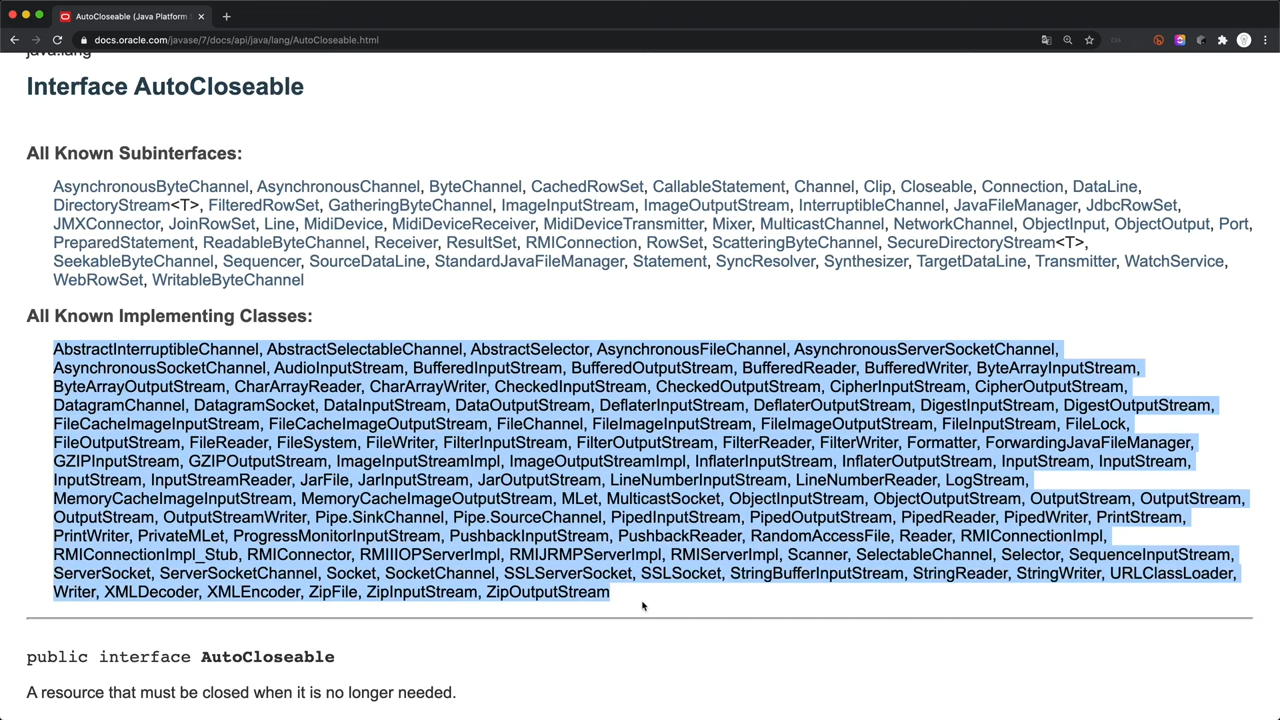 AutoCloseable (Java Platform
docs.oracle.com/javase/7/docs/api/java/lang/AutoCloseable.html
java.lang
Interface AutoCloseable
All Known Subinterfaces:
AsynchronousByteChannel, AsynchronousChannel, ByteChannel, CachedRowSet, CallableStatement, Channel, Clip, Closeable, Connection, DataLine,
DirectoryStream<T>, FilteredRowSet, GatheringByteChannel, ImageInputStream, ImageOutputStream, InterruptibleChannel, JavaFileManager, JdbcRowSet,
JMXConnector, JoinRowSet, Line, MidiDevice, MidiDeviceReceiver, MidiDeviceTransmitter, Mixer, MulticastChannel, NetworkChannel, ObjectInput, ObjectOutput, Port,
PreparedStatement, ReadableByteChannel, Receiver, ResultSet, RMIConnection, RowSet, ScatteringByteChannel, SecureDirectoryStream<T>,
SeekableByteChannel, Sequencer, SourceDataLine, StandardJavaFileManager, Statement, SyncResolver, Synthesizer, TargetDataLine, Transmitter, WatchService,
WebRowSet, WritableByteChannel
All Known Implementing Classes:
AbstractInterruptibleChannel, AbstractSelectableChannel, AbstractSelector, AsynchronousFileChannel, AsynchronousServerSocketChannel,
AsynchronousSocketChannel, AudioInputStream, BufferedInputStream, BufferedOutputStream, BufferedReader, BufferedWriter, ByteArrayInputStream,
ByteArrayOutputStream, CharArrayReader, CharArrayWriter, CheckedInputStream, CheckedOutputStream, CipherInputStream, CipherOutputStream,
DatagramChannel, DatagramSocket, DataInputStream, DataOutputStream, DeflaterInputStream, DeflaterOutputStream, DigestInputStream, DigestOutputStream,
FileCacheImageInputStream, FileCacheImageOutputStream, FileChannel, FileImageInputStream, FileImageOutputStream, FileInputStream, FileLock,
FileOutputStream, FileReader, FileSystem, FileWriter, FilterInputStream, FilterOutputStream, FilterReader, FilterWriter, Formatter, ForwardingJavaFileManager,
GZIPInputStream, GZIPOutputStream, ImageInputStreamImpl, ImageOutputStreamImpl, InflaterInputStream, InflaterOutputStream, InputStream, InputStream,
InputStream, InputStreamReader, JarFile, JarInputStream, JarOutputStream, LineNumberInputStream, LineNumberReader, LogStream,
MemoryCacheImageInputStream, MemoryCacheImageOutputStream, MLet, MulticastSocket, ObjectInputStream, ObjectOutputStream, OutputStream, OutputStream,
OutputStream, OutputStreamWriter, Pipe.SinkChannel, Pipe.SourceChannel, PipedInputStream, PipedOutputStream, PipedReader, PipedWriter, PrintStream,
PrintWriter, PrivateMLet, ProgressMonitorInputStream, PushbackInputStream, PushbackReader, RandomAccessFile, Reader, RMIConnectionImpl,
RMIConnectionImpl_Stub, RMIConnector, RMIIIOPServerImpl, RMIJRMPServerImpl, RMIServerImpl, Scanner, SelectableChannel, Selector, SequenceInputStream,
ServerSocket, ServerSocketChannel, Socket, SocketChannel, SSLServerSocket, SSLSocket, StringBufferInputStream, StringReader, StringWriter, URLClassLoader,
Writer, XMLDecoder, XMLEncoder, ZipFile, ZipInputStream, ZipOutputStream
public interface AutoCloseable
A resource that must be closed when it is no longer needed.